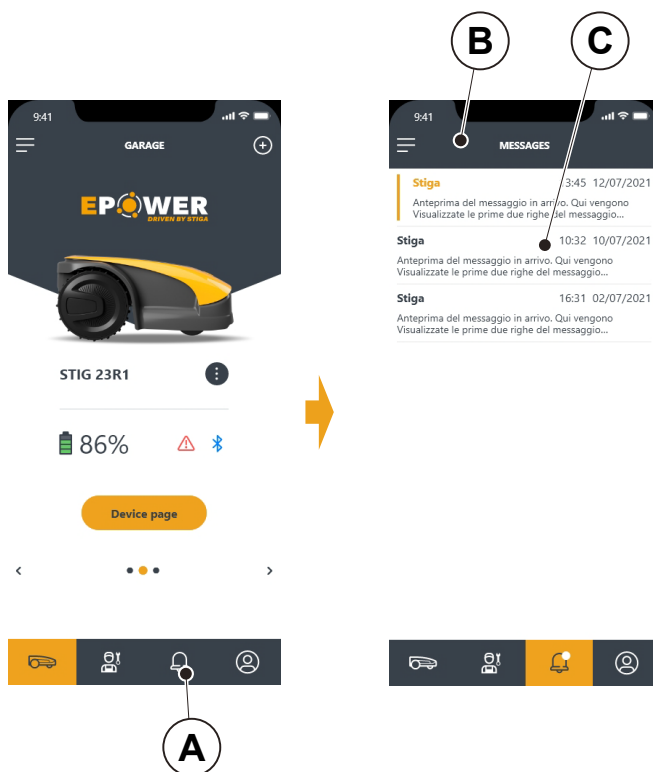 B
C
9:41
GARAGE
EPOWER
DRIVEN BY STIGA
STIG 23R1
86%
Device page
A
9:41
MESSAGES
Stiga 3:45 12/07/2021
Anteprima del messaggio in arrivo. Qui vengono
Visualizzate le prime due righe del messaggio...
Stiga 10:32 10/07/2021
Anteprima del messaggio in arrivo. Qui vengono
Visualizzate le prime due righe del messaggio...
Stiga 16:31 02/07/2021
Anteprima del messaggio in arrivo. Qui vengono
Visualizzate le prime due righe del messaggio...